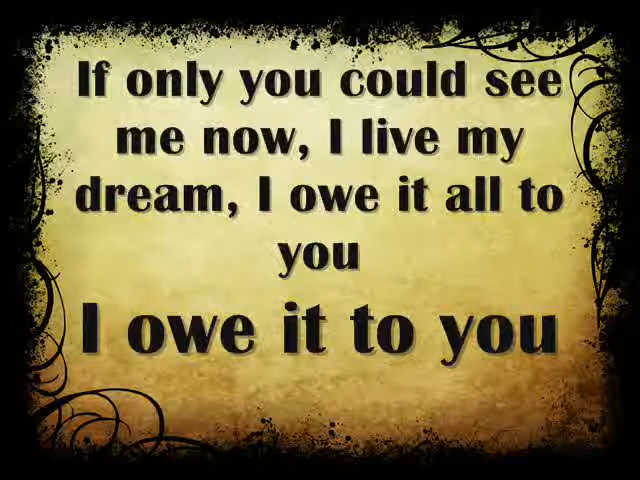 If only you could see
me now, I live my
dream, I owe it all to
you
I owe it to you